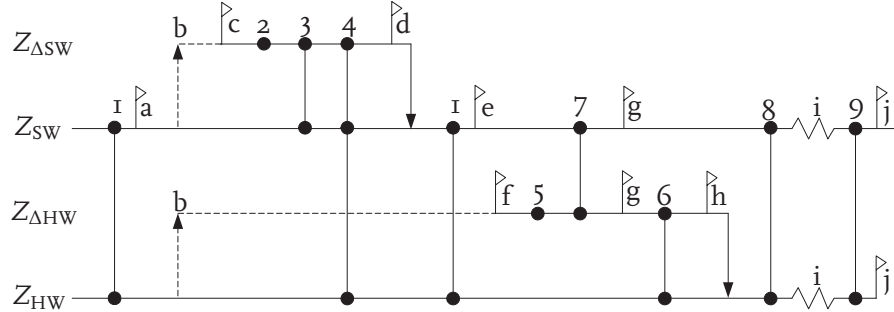 b c 2 3 4 d
Z_ΔSW
1 a 1 e 7 g 8 i 9 j
Z_SW
b f 5 g 6 h
Z_ΔHW
i j
Z_HW